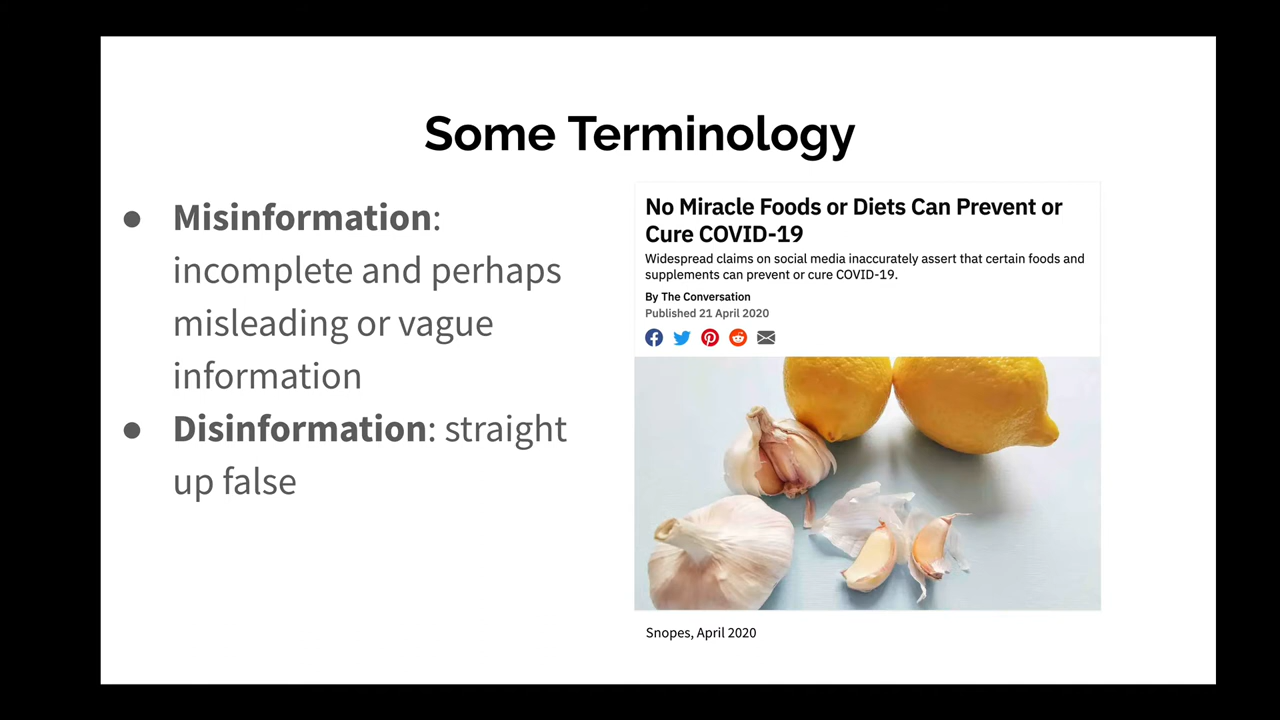 Some Terminology
● Misinformation:
incomplete and perhaps
misleading or vague
information
● Disinformation: straight
up false
No Miracle Foods or Diets Can Prevent or
Cure COVID-19
Widespread claims on social media inaccurately assert that certain foods and
supplements can prevent or cure COVID-19.
By The Conversation
Published 21 April 2020
Snopes, April 2020